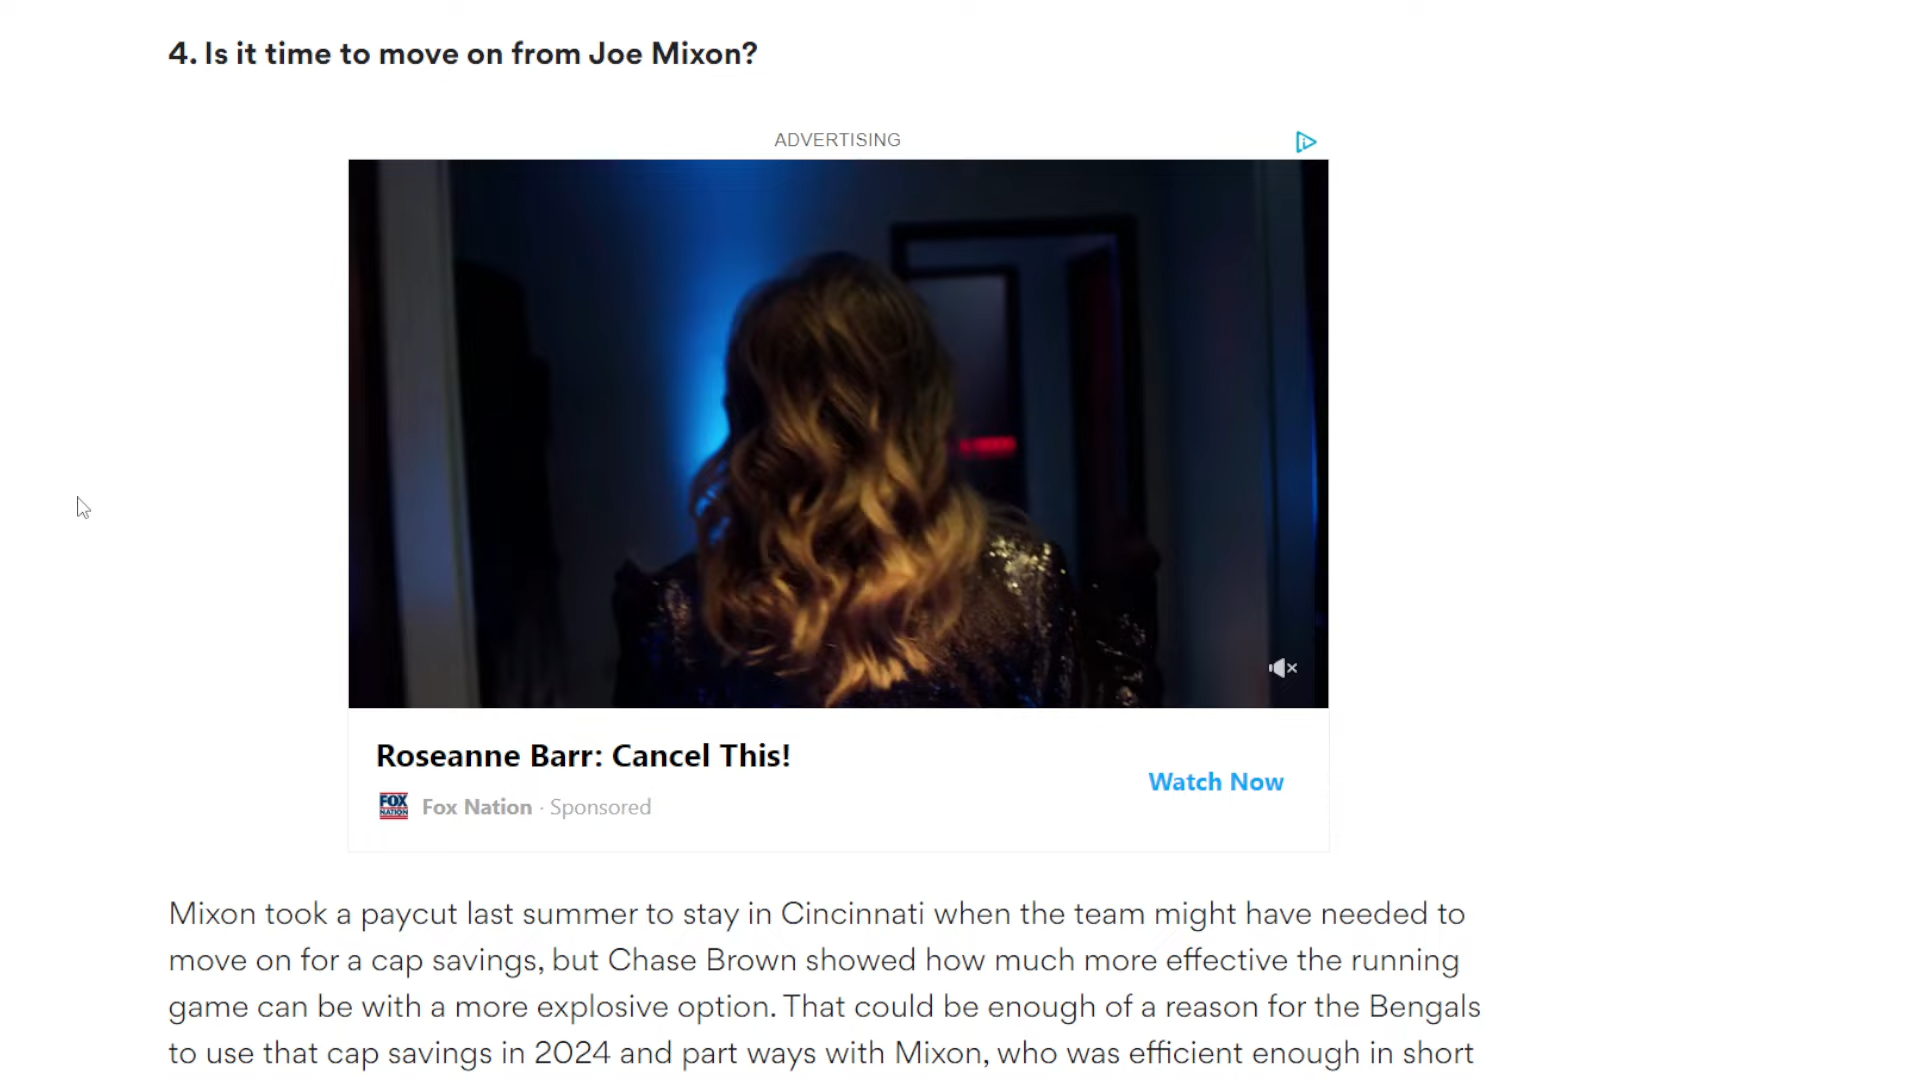 4. Is it time to move on from Joe Mixon?
ADVERTISING
Roseanne Barr: Cancel This!
Watch Now
FOX NATION
Fox Nation · Sponsored
Mixon took a paycut last summer to stay in Cincinnati when the team might have needed to
move on for a cap savings, but Chase Brown showed how much more effective the running
game can be with a more explosive option. That could be enough of a reason for the Bengals
to use that cap savings in 2024 and part ways with Mixon, who was efficient enough in short